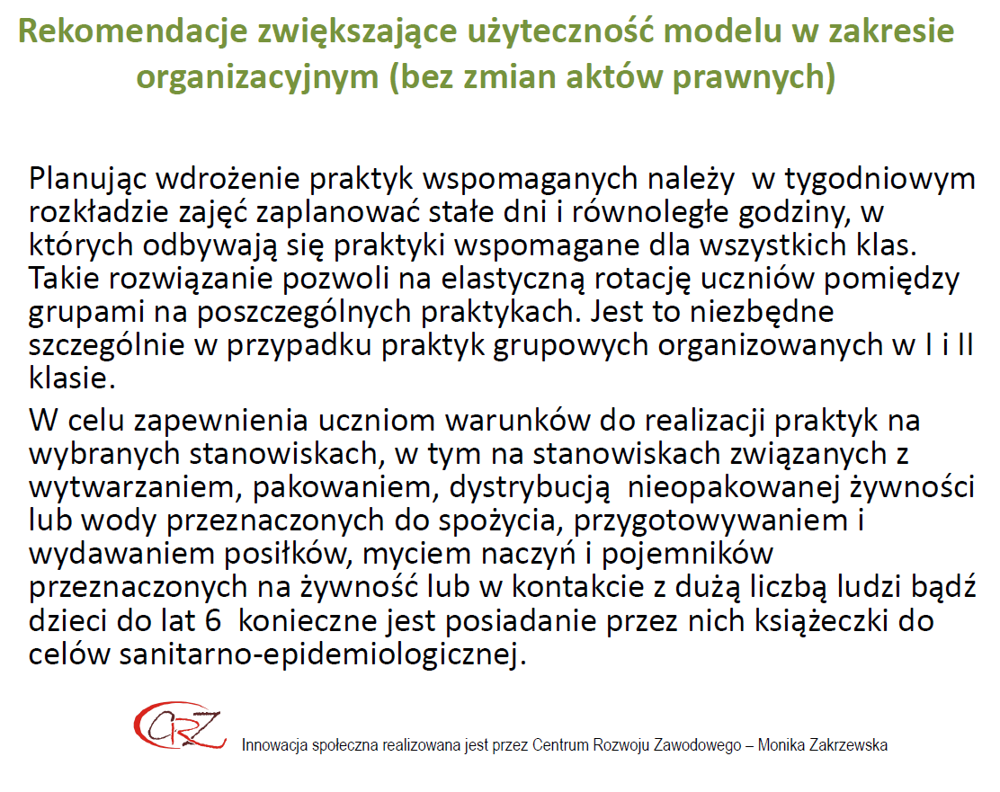 Rekomendacje zwiększające użyteczność modelu w zakresie
organizacyjnym (bez zmian aktów prawnych)
Planując wdrożenie praktyk wspomaganych należy  w tygodniowym
rozkładzie zajęć zaplanować stałe dni i równoległe godziny, w
których odbywają się praktyki wspomagane dla wszystkich klas.
Takie rozwiązanie pozwoli na elastyczną rotację uczniów pomiędzy
grupami na poszczególnych praktykach. Jest to niezbędne
szczególnie w przypadku praktyk grupowych organizowanych w I i II
klasie.
W celu zapewnienia uczniom warunków do realizacji praktyk na
wybranych stanowiskach, w tym na stanowiskach związanych z
wytwarzaniem, pakowaniem, dystrybucją  nieopakowanej żywności
lub wody przeznaczonych do spożycia, przygotowywaniem i
wydawaniem posiłków, myciem naczyń i pojemników
przeznaczonych na żywność lub w kontakcie z dużą liczbą ludzi bądź
dzieci do lat 6  konieczne jest posiadanie przez nich książeczki do
celów sanitarno-epidemiologicznej.
CRZ
Innowacja społeczna realizowana jest przez Centrum Rozwoju Zawodowego – Monika Zakrzewska